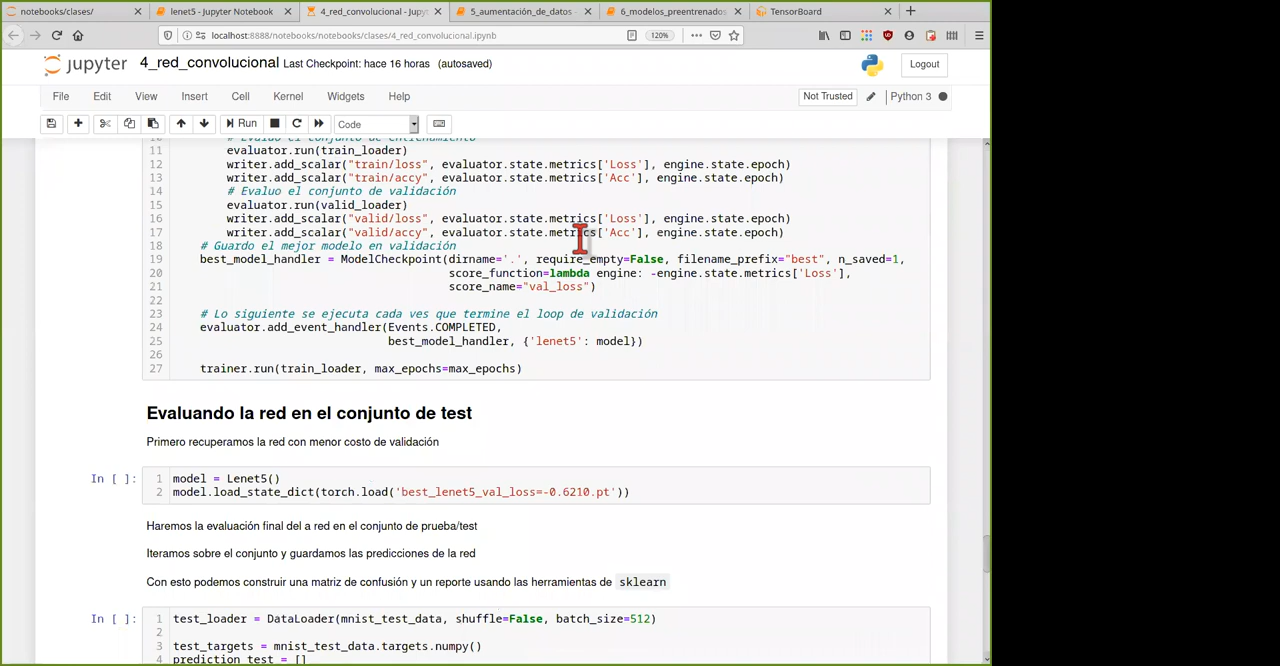 notebooks/clases/
lenet5 - Jupyter Notebook
4_red_convolucional - Jupyt
5_aumentación_de_datos -
6_modelos_preentrenados
TensorBoard
localhost:8888/notebooks/notebooks/clases/4_red_convolucional.ipynb
120%
jupyter
4_red_convolucional Last Checkpoint: hace 16 horas (autosaved)
Logout
File Edit View Insert Cell Kernel Widgets Help
Not Trusted
Python 3
Run
Code
10 # Evalúo el conjunto de entrenamiento
11 evaluator.run(train_loader)
12 writer.add_scalar("train/loss", evaluator.state.metrics['Loss'], engine.state.epoch)
13 writer.add_scalar("train/accy", evaluator.state.metrics['Acc'], engine.state.epoch)
14 # Evaluo el conjunto de validación
15 evaluator.run(valid_loader)
16 writer.add_scalar("valid/loss", evaluator.state.metrics['Loss'], engine.state.epoch)
17 writer.add_scalar("valid/accy", evaluator.state.metrics['Acc'], engine.state.epoch)
18 # Guardo el mejor modelo en validación
19 best_model_handler = ModelCheckpoint(dirname='.', require_empty=False, filename_prefix="best", n_saved=1,
20 score_function=lambda engine: -engine.state.metrics['Loss'],
21 score_name="val_loss")
22
23 # Lo siguiente se ejecuta cada ves que termine el loop de validación
24 evaluator.add_event_handler(Events.COMPLETED,
25 best_model_handler, {'lenet5': model})
26
27 trainer.run(train_loader, max_epochs=max_epochs)
Evaluando la red en el conjunto de test
Primero recuperamos la red con menor costo de validación
In [ ]:
1 model = Lenet5()
2 model.load_state_dict(torch.load('best_lenet5_val_loss=-0.6210.pt'))
Haremos la evaluación final del a red en el conjunto de prueba/test
Iteramos sobre el conjunto y guardamos las predicciones de la red
Con esto podemos construir una matriz de confusión y un reporte usando las herramientas de sklearn
In [ ]:
1 test_loader = DataLoader(mnist_test_data, shuffle=False, batch_size=512)
2
3 test_targets = mnist_test_data.targets.numpy()
4 prediction_test = []